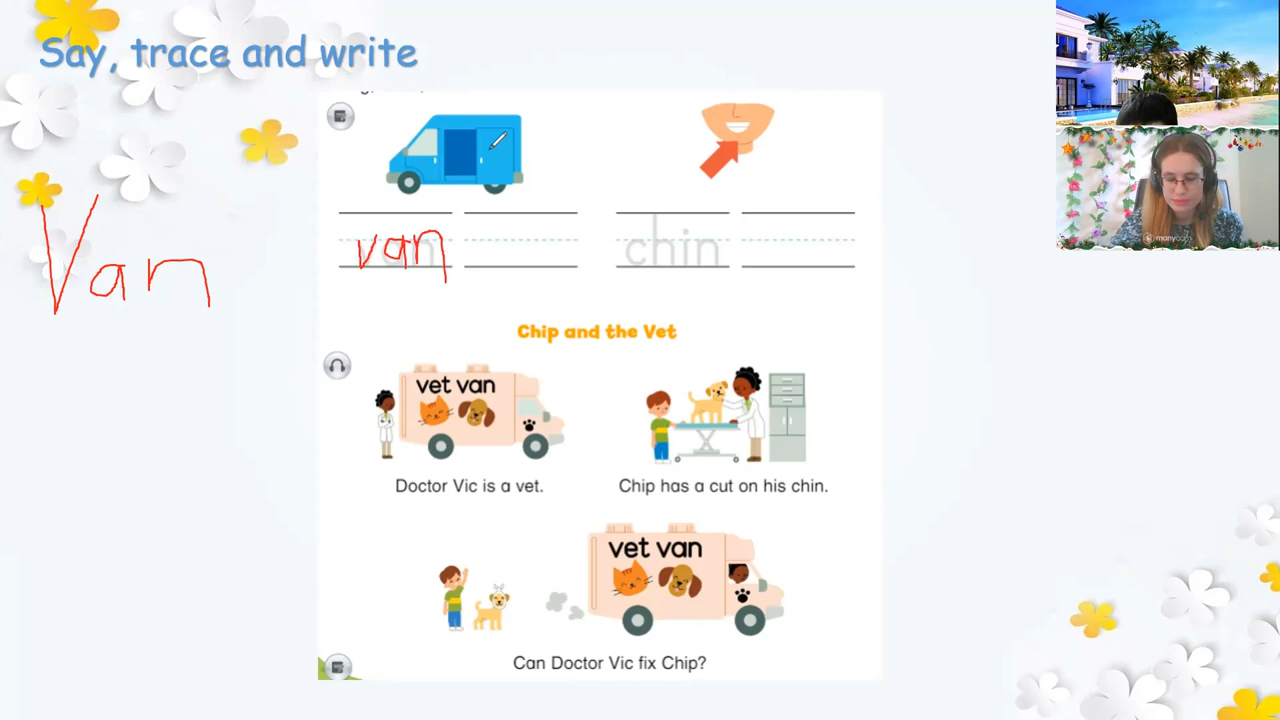 Say, trace and write
Van
van
chin
Chip and the Vet
vet van
Doctor Vic is a vet.
Chip has a cut on his chin.
vet van
Can Doctor Vic fix Chip?
manycam